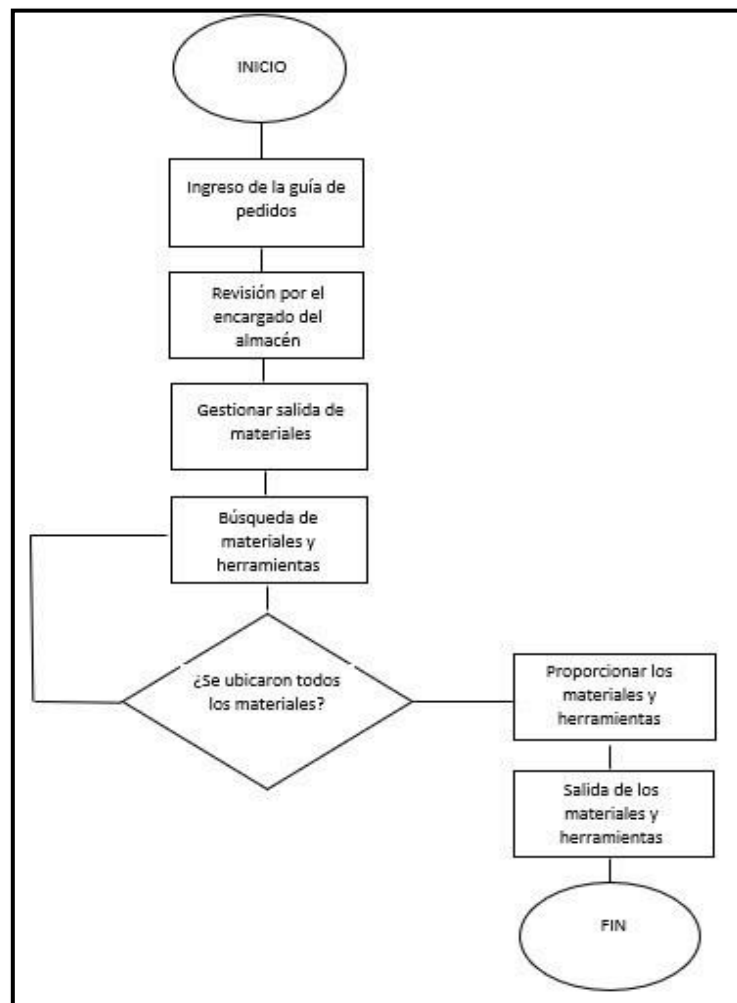 INICIO
Ingreso de la guía de
pedidos
Revisión por el
encargado del
almacén
Gestionar salida de
materiales
Búsqueda de
materiales y
herramientas
¿Se ubicaron todos
los materiales?
Proporcionar los
materiales y
herramientas
Salida de los
materiales y
herramientas
FIN